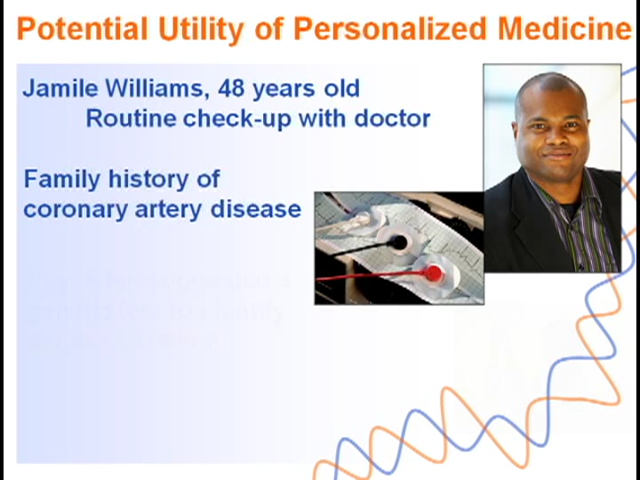 Potential Utility of Personalized Medicine
Jamile Williams, 48 years old
Routine check-up with doctor
Family history of
coronary artery disease